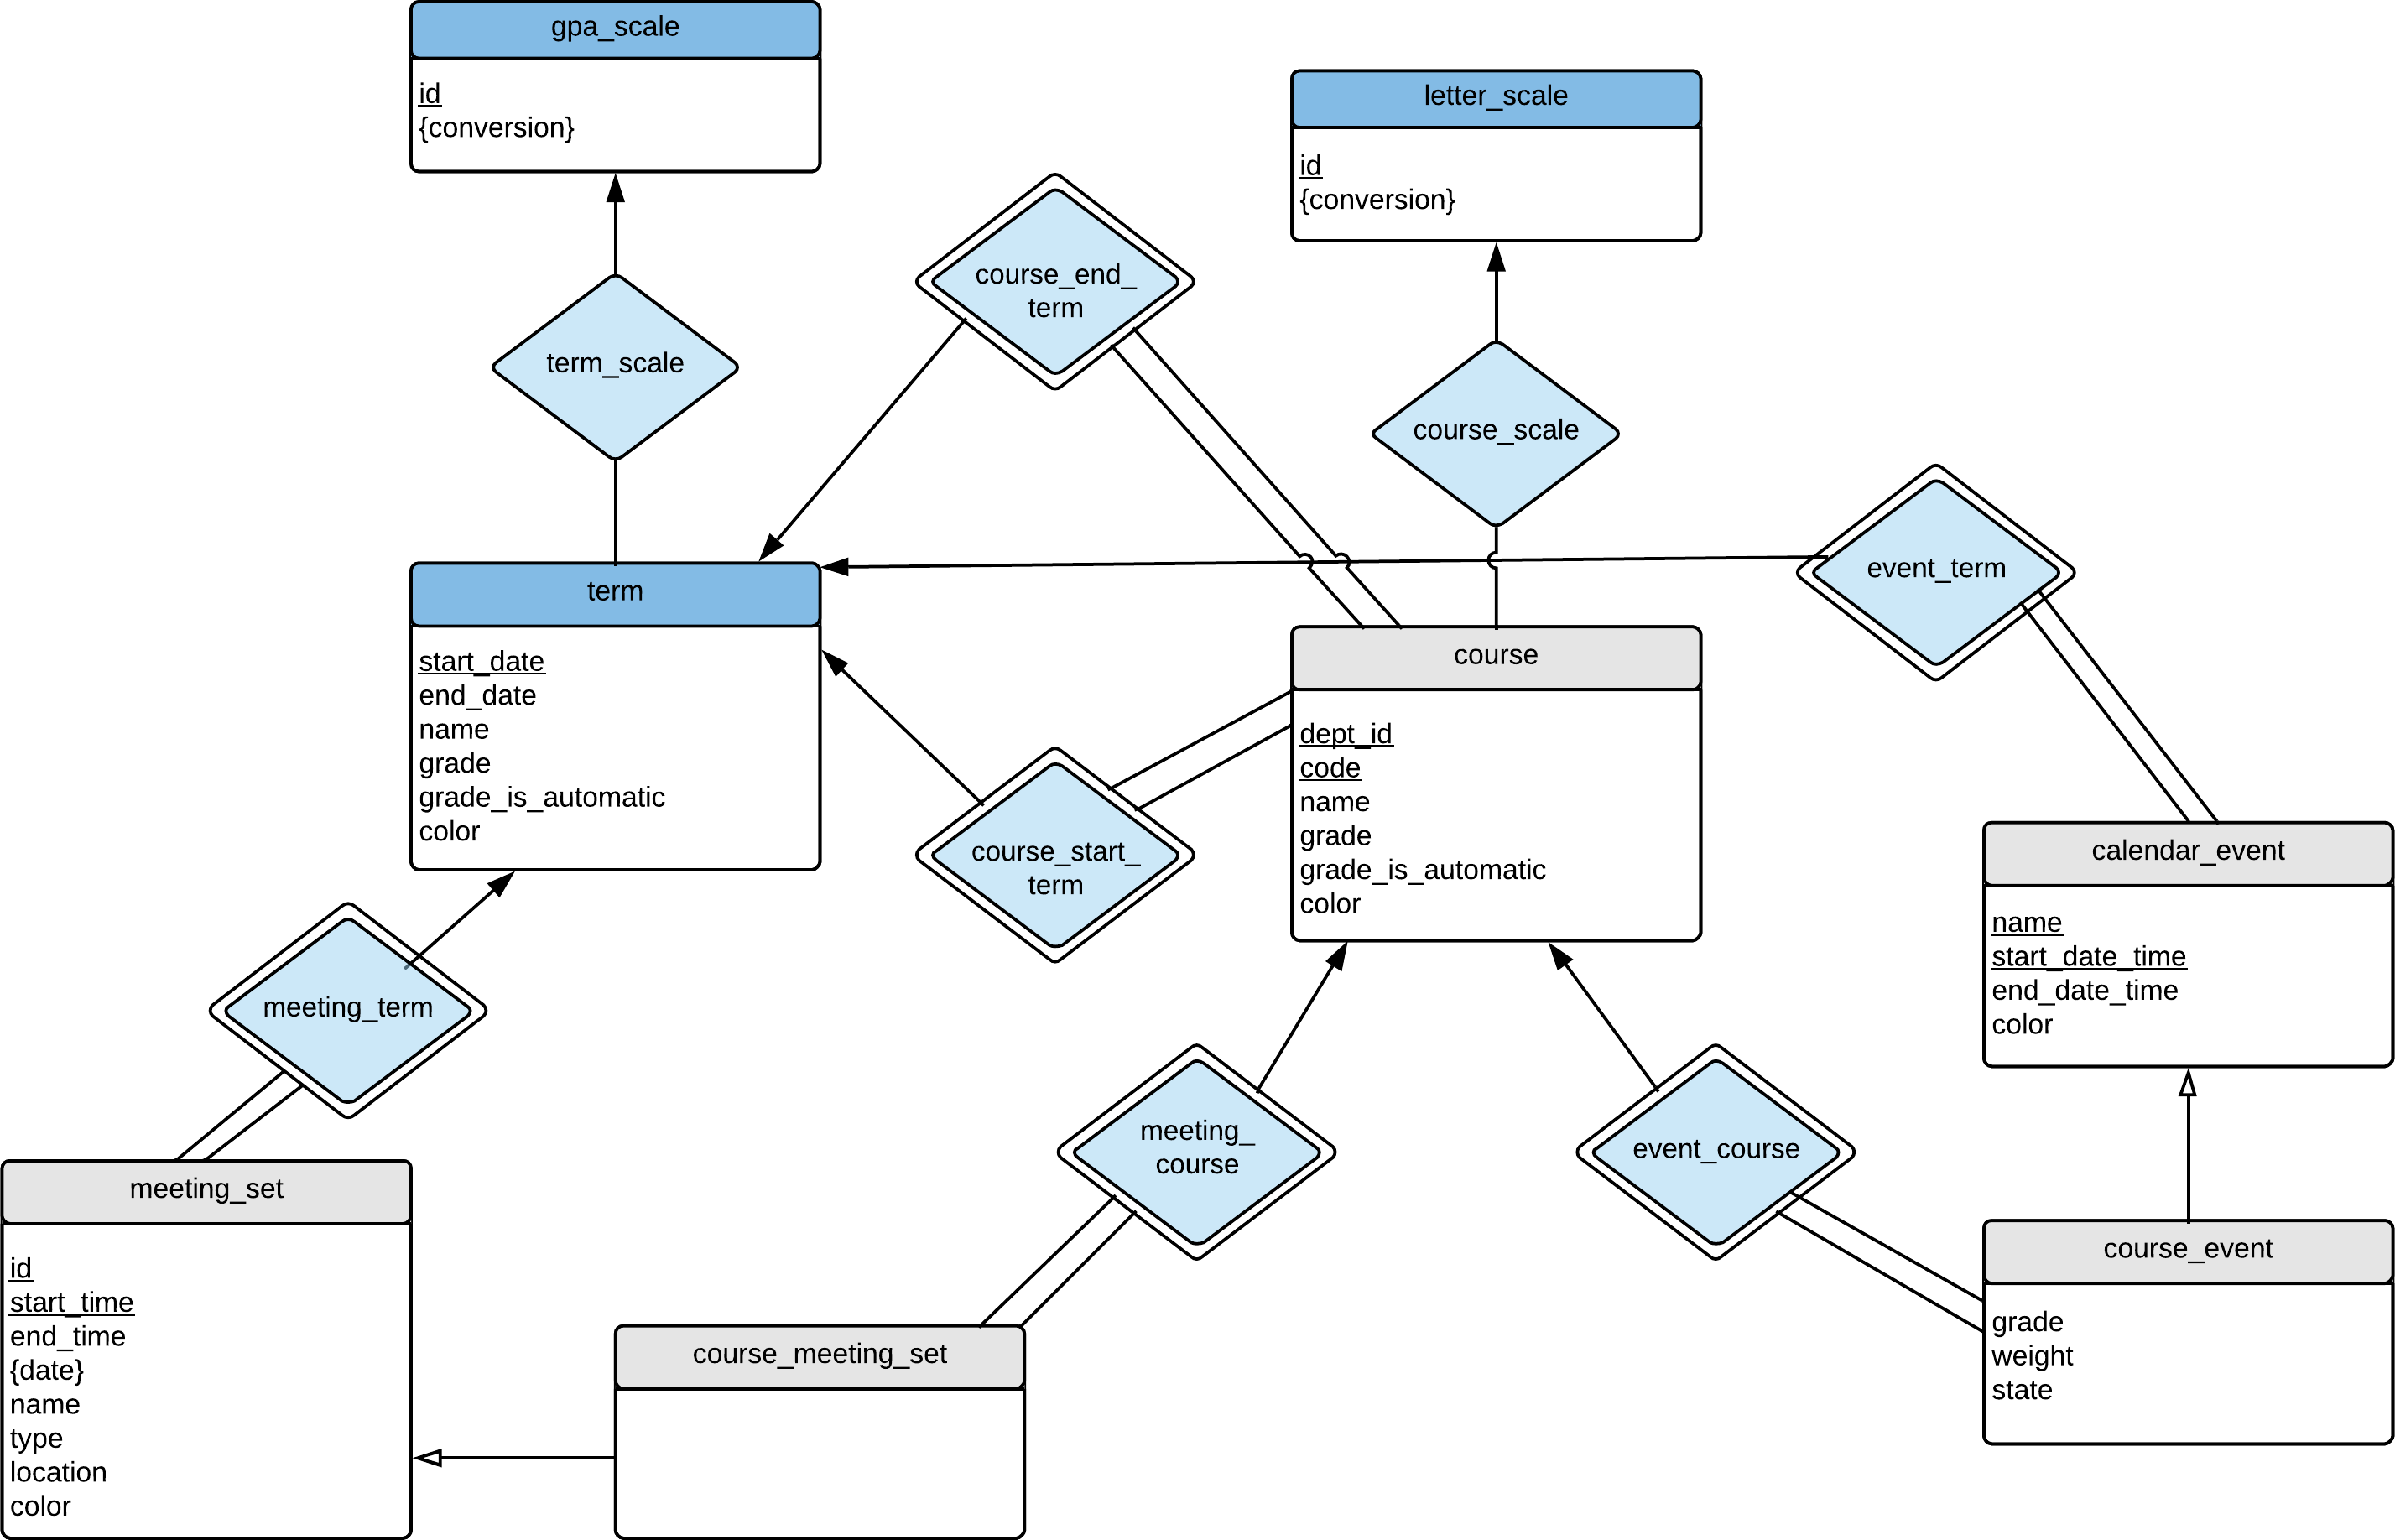 gpa_scale
id
{conversion}
letter_scale
id
{conversion}
course_end_
term
term_scale
course_scale
event_term
term
start_date
end_date
name
grade
grade_is_automatic
color
course
dept_id
code
name
grade
grade_is_automatic
color
course_start_
term
calendar_event
name
start_date_time
end_date_time
color
meeting_term
meeting_
course
event_course
meeting_set
id
start_time
end_time
{date}
name
type
location
color
course_meeting_set
course_event
grade
weight
state